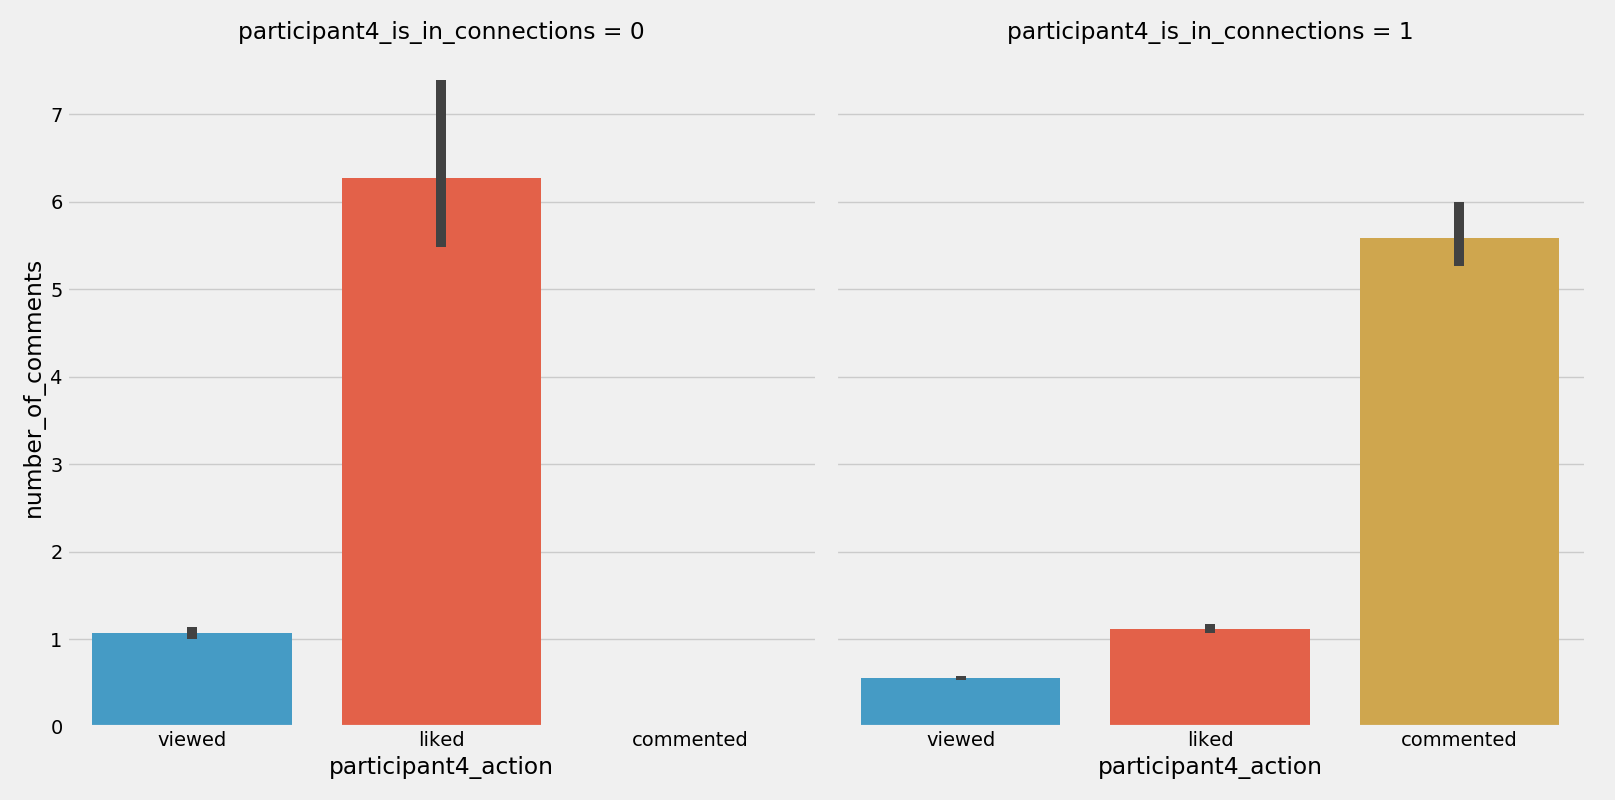 participant4_is_in_connections = 0
participant4_is_in_connections = 1
number_of_comments
7
6
5
4
3
2
1
0
viewed
liked
commented
viewed
liked
commented
participant4_action
participant4_action